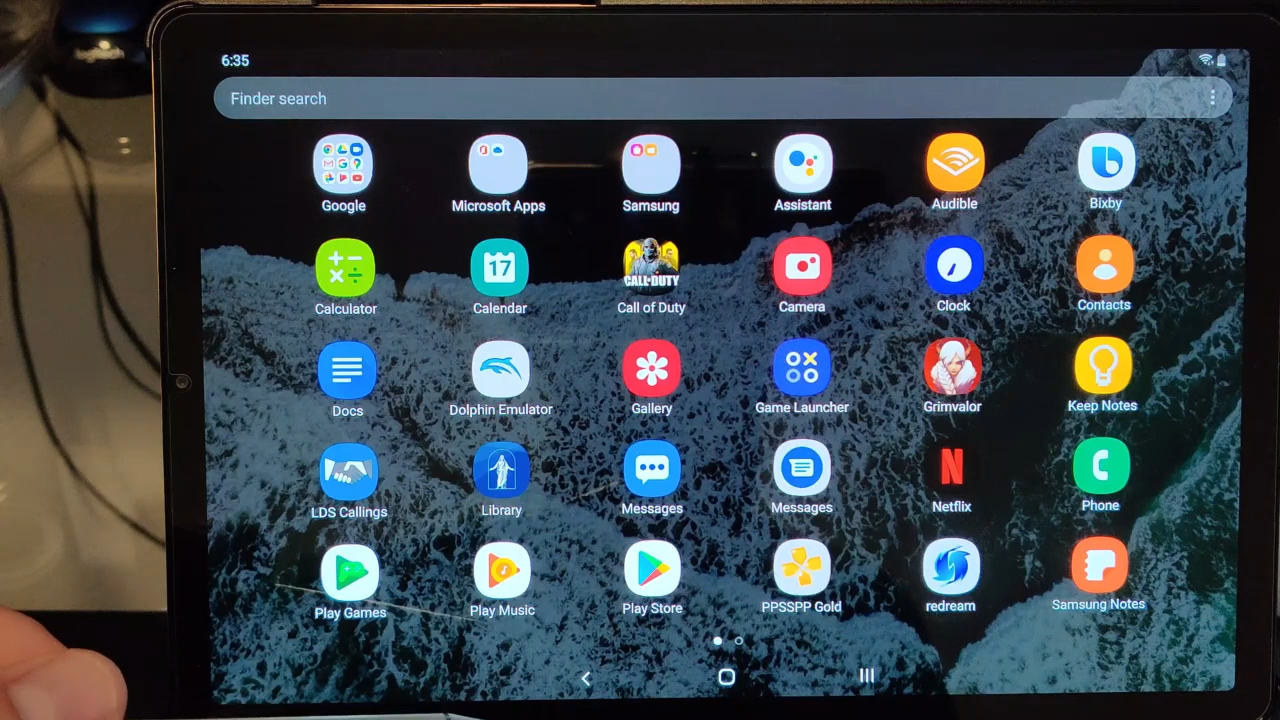 6:35
Finder search
Google
Microsoft Apps
Samsung
Assistant
Audible
Bixby
17
CALL OF DUTY
Calculator
Calendar
Call of Duty
Camera
Clock
Contacts
Docs
Dolphin Emulator
Gallery
Game Launcher
Grimvalor
Keep Notes
N
LDS Callings
Library
Messages
Messages
Netflix
Phone
Play Games
Play Music
Play Store
PPSSPP Gold
redream
Samsung Notes
logitech